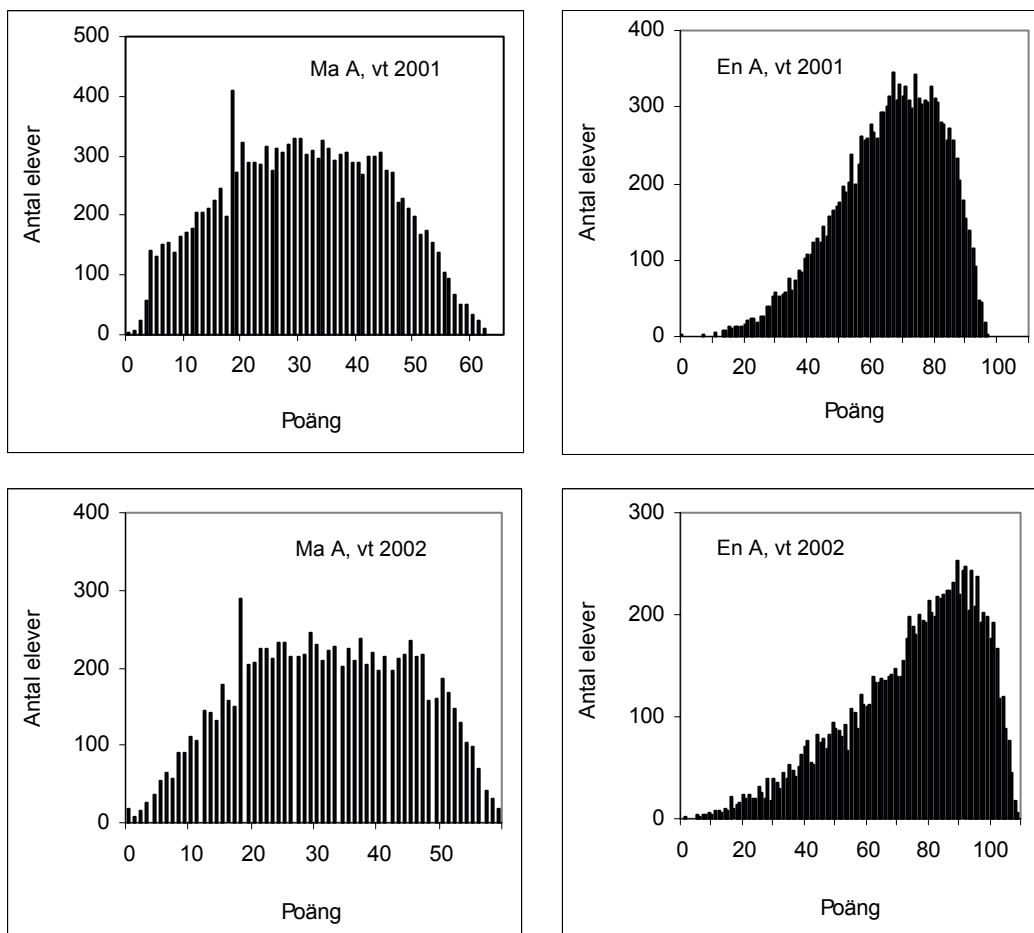 500
400
300
200
100
0
Antal elever
Ma A, vt 2001
0 10 20 30 40 50 60
Poäng
400
300
200
100
0
Antal elever
En A, vt 2001
0 20 40 60 80 100
Poäng
400
300
200
100
0
Antal elever
Ma A, vt 2002
0 10 20 30 40 50
Poäng
300
200
100
0
Antal elever
En A, vt 2002
0 20 40 60 80 100
Poäng